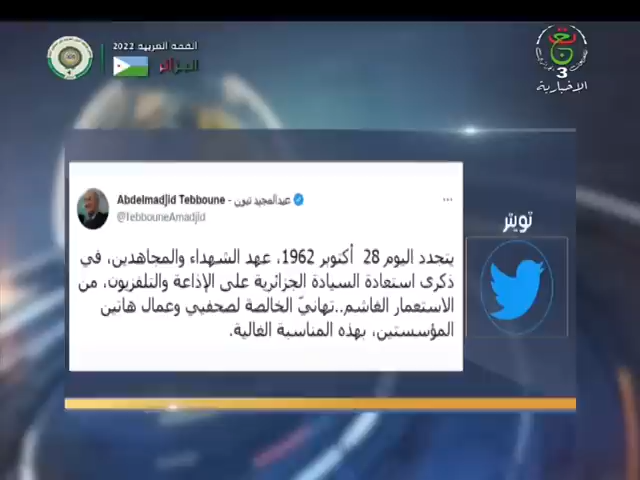 القمة العربية 2022
الجزائر
3
الإخبارية
Abdelmadjid Tebboune - عبدالمجيد تبون
@TebbouneAmadjid
تويتر
يتجدد اليوم 28 أكتوبر 1962، عهد الشهداء والمجاهدين، في
ذكرى استعادة السيادة الجزائرية على الإذاعة والتلفزيون، من
الاستعمار الغاشم..تهانيّ الخالصة لصحفيي وعمال هاتين
المؤسستين، بهذه المناسبة الغالية.